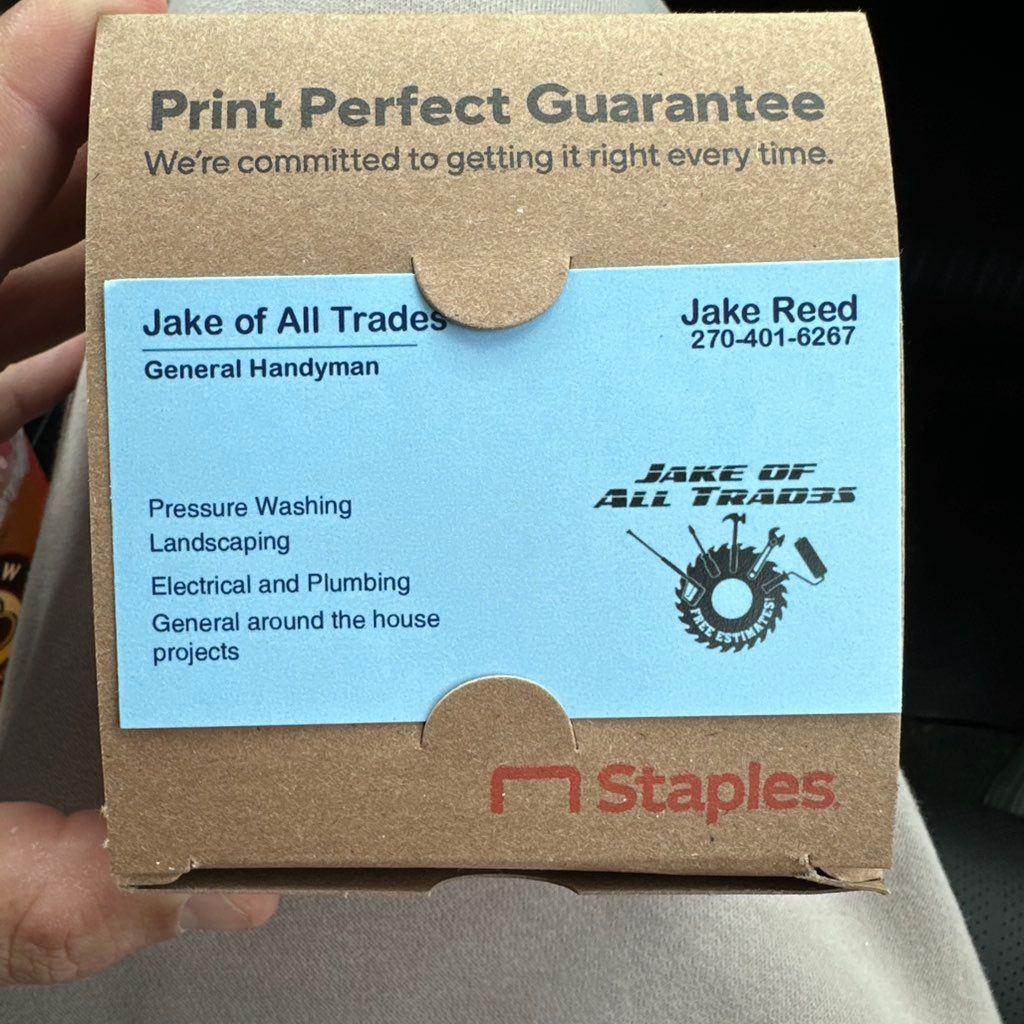 Print Perfect Guarantee
We're committed to getting it right every time.
Jake of All Trades
General Handyman
Jake Reed
270-401-6267
Pressure Washing
Landscaping
Electrical and Plumbing
General around the house
projects
JAKE OF
ALL TRAD3S
FREE ESTIMATES!
Staples
W